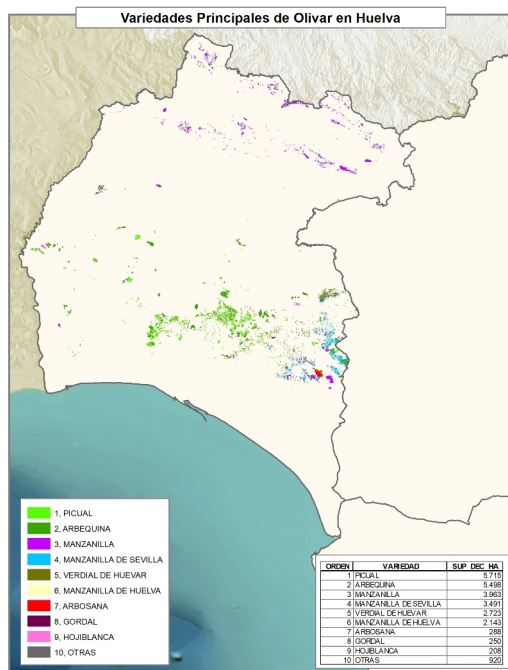 Variedades Principales de Olivar en Huelva
1, PICUAL
2, ARBEQUINA
3, MANZANILLA
4, MANZANILLA DE SEVILLA
5, VERDIAL DE HUEVAR
6, MANZANILLA DE HUELVA
7, ARBOSANA
8, GORDAL
9, HOJIBLANCA
10, OTRAS
ORDEN VARIEDAD SUP_DEC_HA
1 PICUAL 5.715
2 ARBEQUINA 5.498
3 MANZANILLA 3.963
4 MANZANILLA DE SEVILLA 3.491
5 VERDIAL DE HUEVAR 2.723
6 MANZANILLA DE HUELVA 2.143
7 ARBOSANA 288
8 GORDAL 250
9 HOJIBLANCA 208
10 OTRAS 920